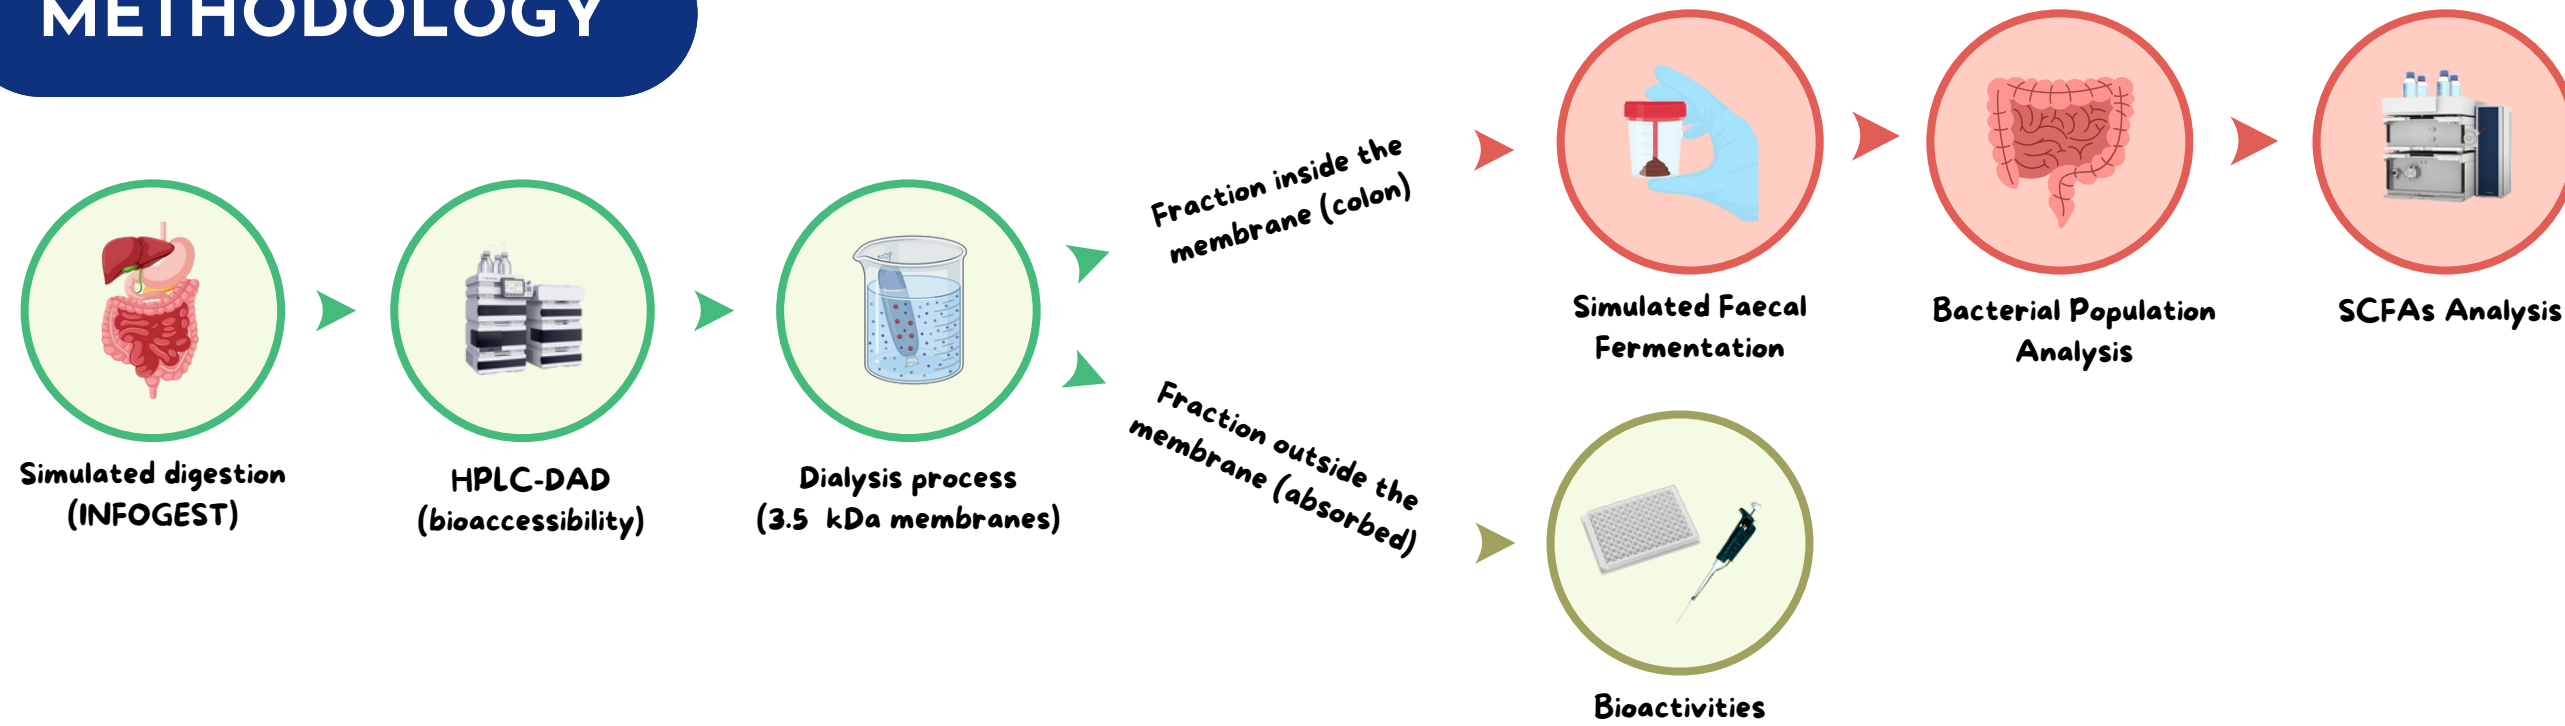 METHODOLOGY
Simulated digestion
(INFOGEST)
HPLC-DAD
(bioaccessibility)
Dialysis process
(3.5 kDa membranes)
Fraction inside the
membrane (colon)
Fraction outside the
membrane (absorbed)
Simulated Faecal
Fermentation
Bacterial Population
Analysis
SCFAs Analysis
Bioactivities